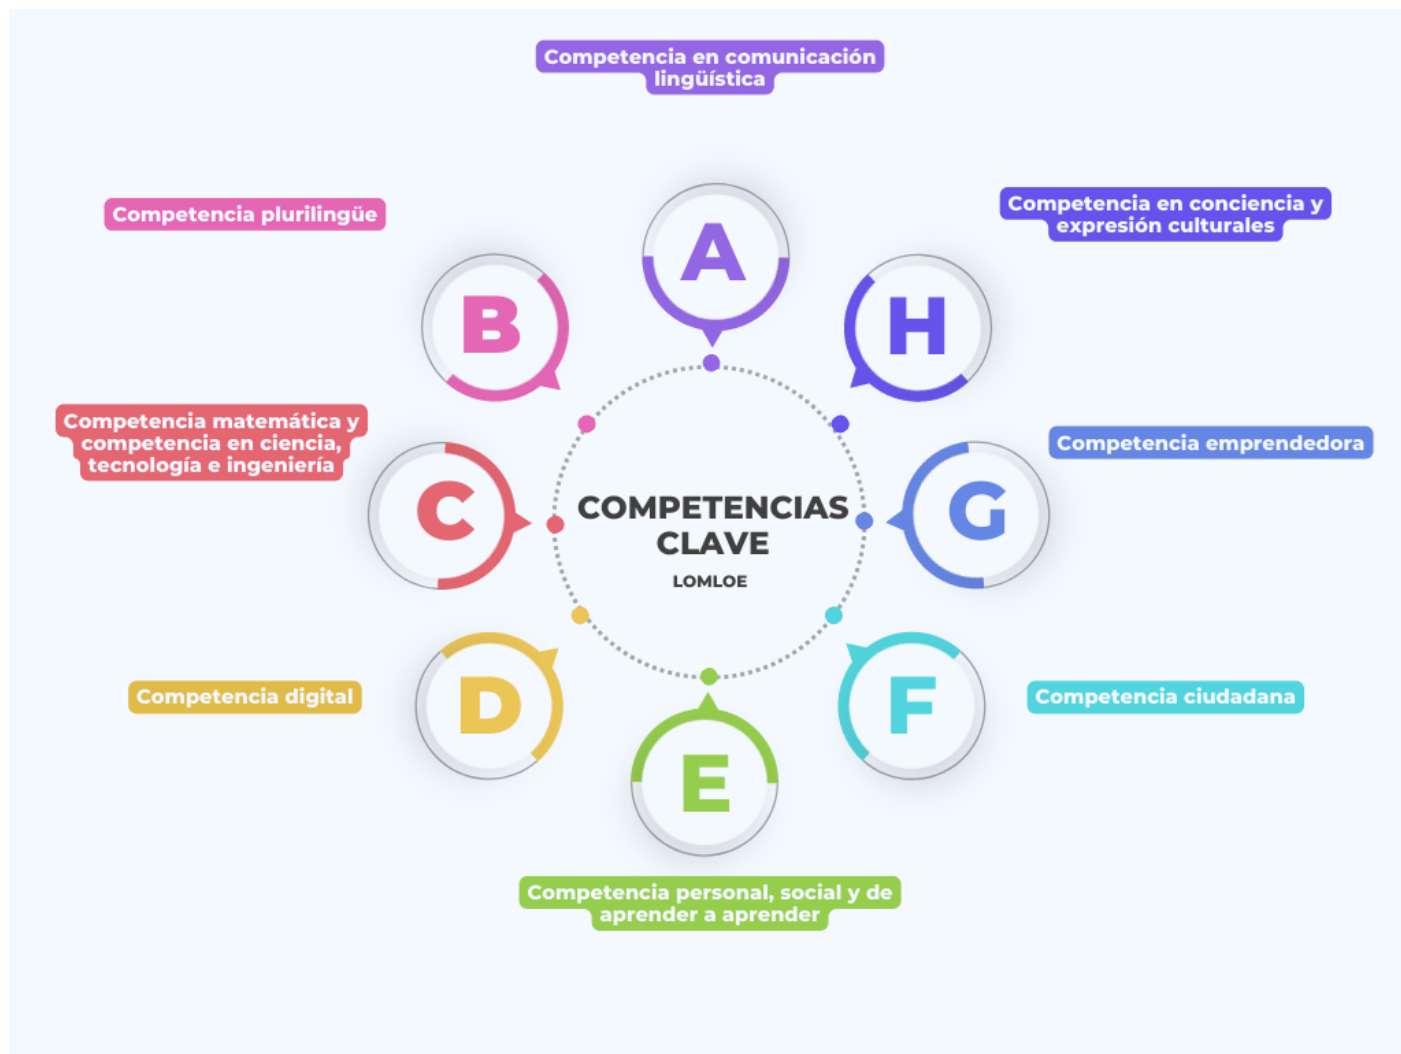 Competencia en comunicación
lingüística
A
Competencia plurilingüe
B
Competencia en conciencia y
expresión culturales
H
Competencia matemática y
competencia en ciencia,
tecnología e ingeniería
C
COMPETENCIAS
CLAVE
LOMLOE
Competencia emprendedora
G
Competencia digital
D
Competencia ciudadana
F
E
Competencia personal, social y de
aprender a aprender